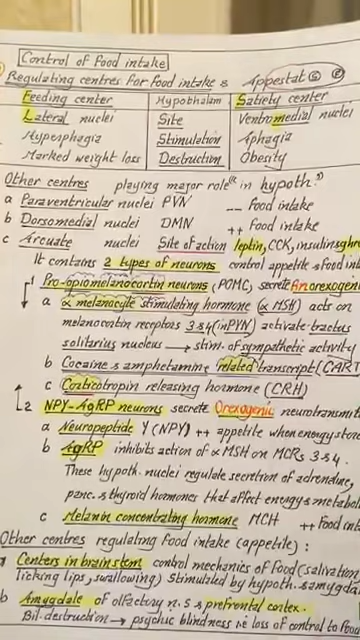 Control of Food intake
Regulating centres for food intake & Appestat
Feeding center Hypothalam Satiety center
Lateral nuclei Site Ventromedial nuclei
Hypersphagia Stimulation Aphagia
Marked weight loss Destruction Obesity
Other centres playing major role in hypoth.
a Paraventricular nuclei PVN -- Food intake
b Dorsomedial nuclei DMN ++ Food intake
c Arcuate nuclei Site of action leptin, CCK, insulin & ghre
It contains 2 types of neurons control appetite & food int
1 Pro-opiomelanocortin neurons (POMC, secrete Anorexogen
a α melanocyte stimulating hormone (α MSH) acts on
melanocortin receptors 3 & 4 (in PVN) activate tractus
solitarius nucleus → stim. of sympathetic activity
b Cocaine & amphetamine related transcript (CART
c Corticotropin releasing hormone (CRH)
2 NPY-AgRP neurons secrete Orexogenic neurotransmit
a Neuropeptide Y (NPY) ++ appetite when energy store
b AgRP inhibits action of α MSH on MCRs 3 & 4.
These hypoth. nuclei regulate secretion of adrenaline,
panc. & thyroid hormones that affect energy & metabol
c Melanin concentrating hormone MCH ++ Food int
Other centres regulating food intake (appetite) :
Centers in brainstem control mechanics of food (salivation,
licking lips, swallowing) stimulated by hypoth. & amygdal
b Amygdale of olfactory n. s & prefrontal cortex.
Bil. destruction → psychic blindness i.e loss of control to food